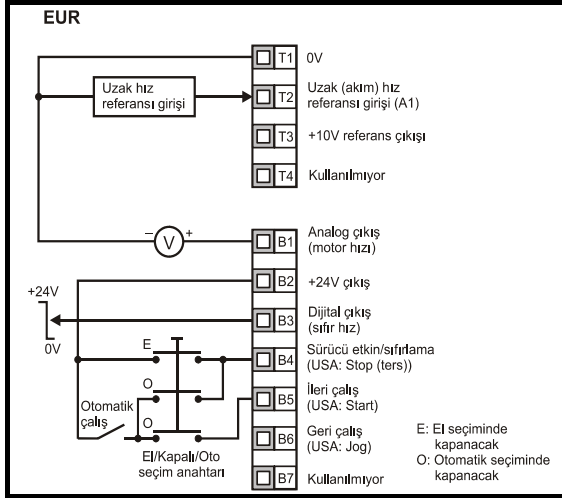 EUR
T1 0V
Uzak hız
referansı girişi
T2 Uzak (akım) hız
referansı girişi (A1)
T3 +10V referans çıkışı
T4 Kullanılmıyor
– V +
B1 Analog çıkış
(motor hızı)
B2 +24V çıkış
+24V
0V
B3 Dijital çıkış
(sıfır hız)
E
B4 Sürücü etkin/sıfırlama
(USA: Stop (ters))
O
B5 İleri çalış
(USA: Start)
Otomatik
çalış
O
B6 Geri çalış
(USA: Jog)
El/Kapalı/Oto
seçim anahtarı
B7 Kullanılmıyor
E: El seçiminde
kapanacak
O: Otomatik seçiminde
kapanacak